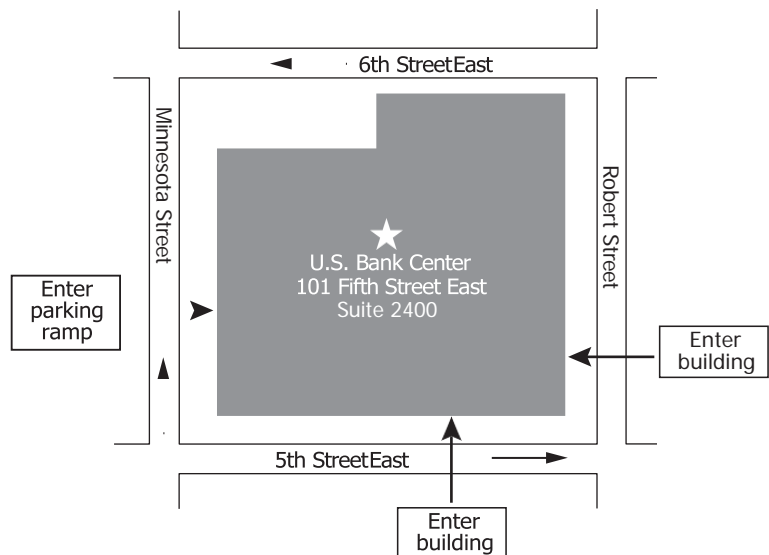 6th StreetEast
Minnesota Street
Robert Street
U.S. Bank Center
101 Fifth Street East
Suite 2400
Enter
parking
ramp
Enter
building
5th StreetEast
Enter
building